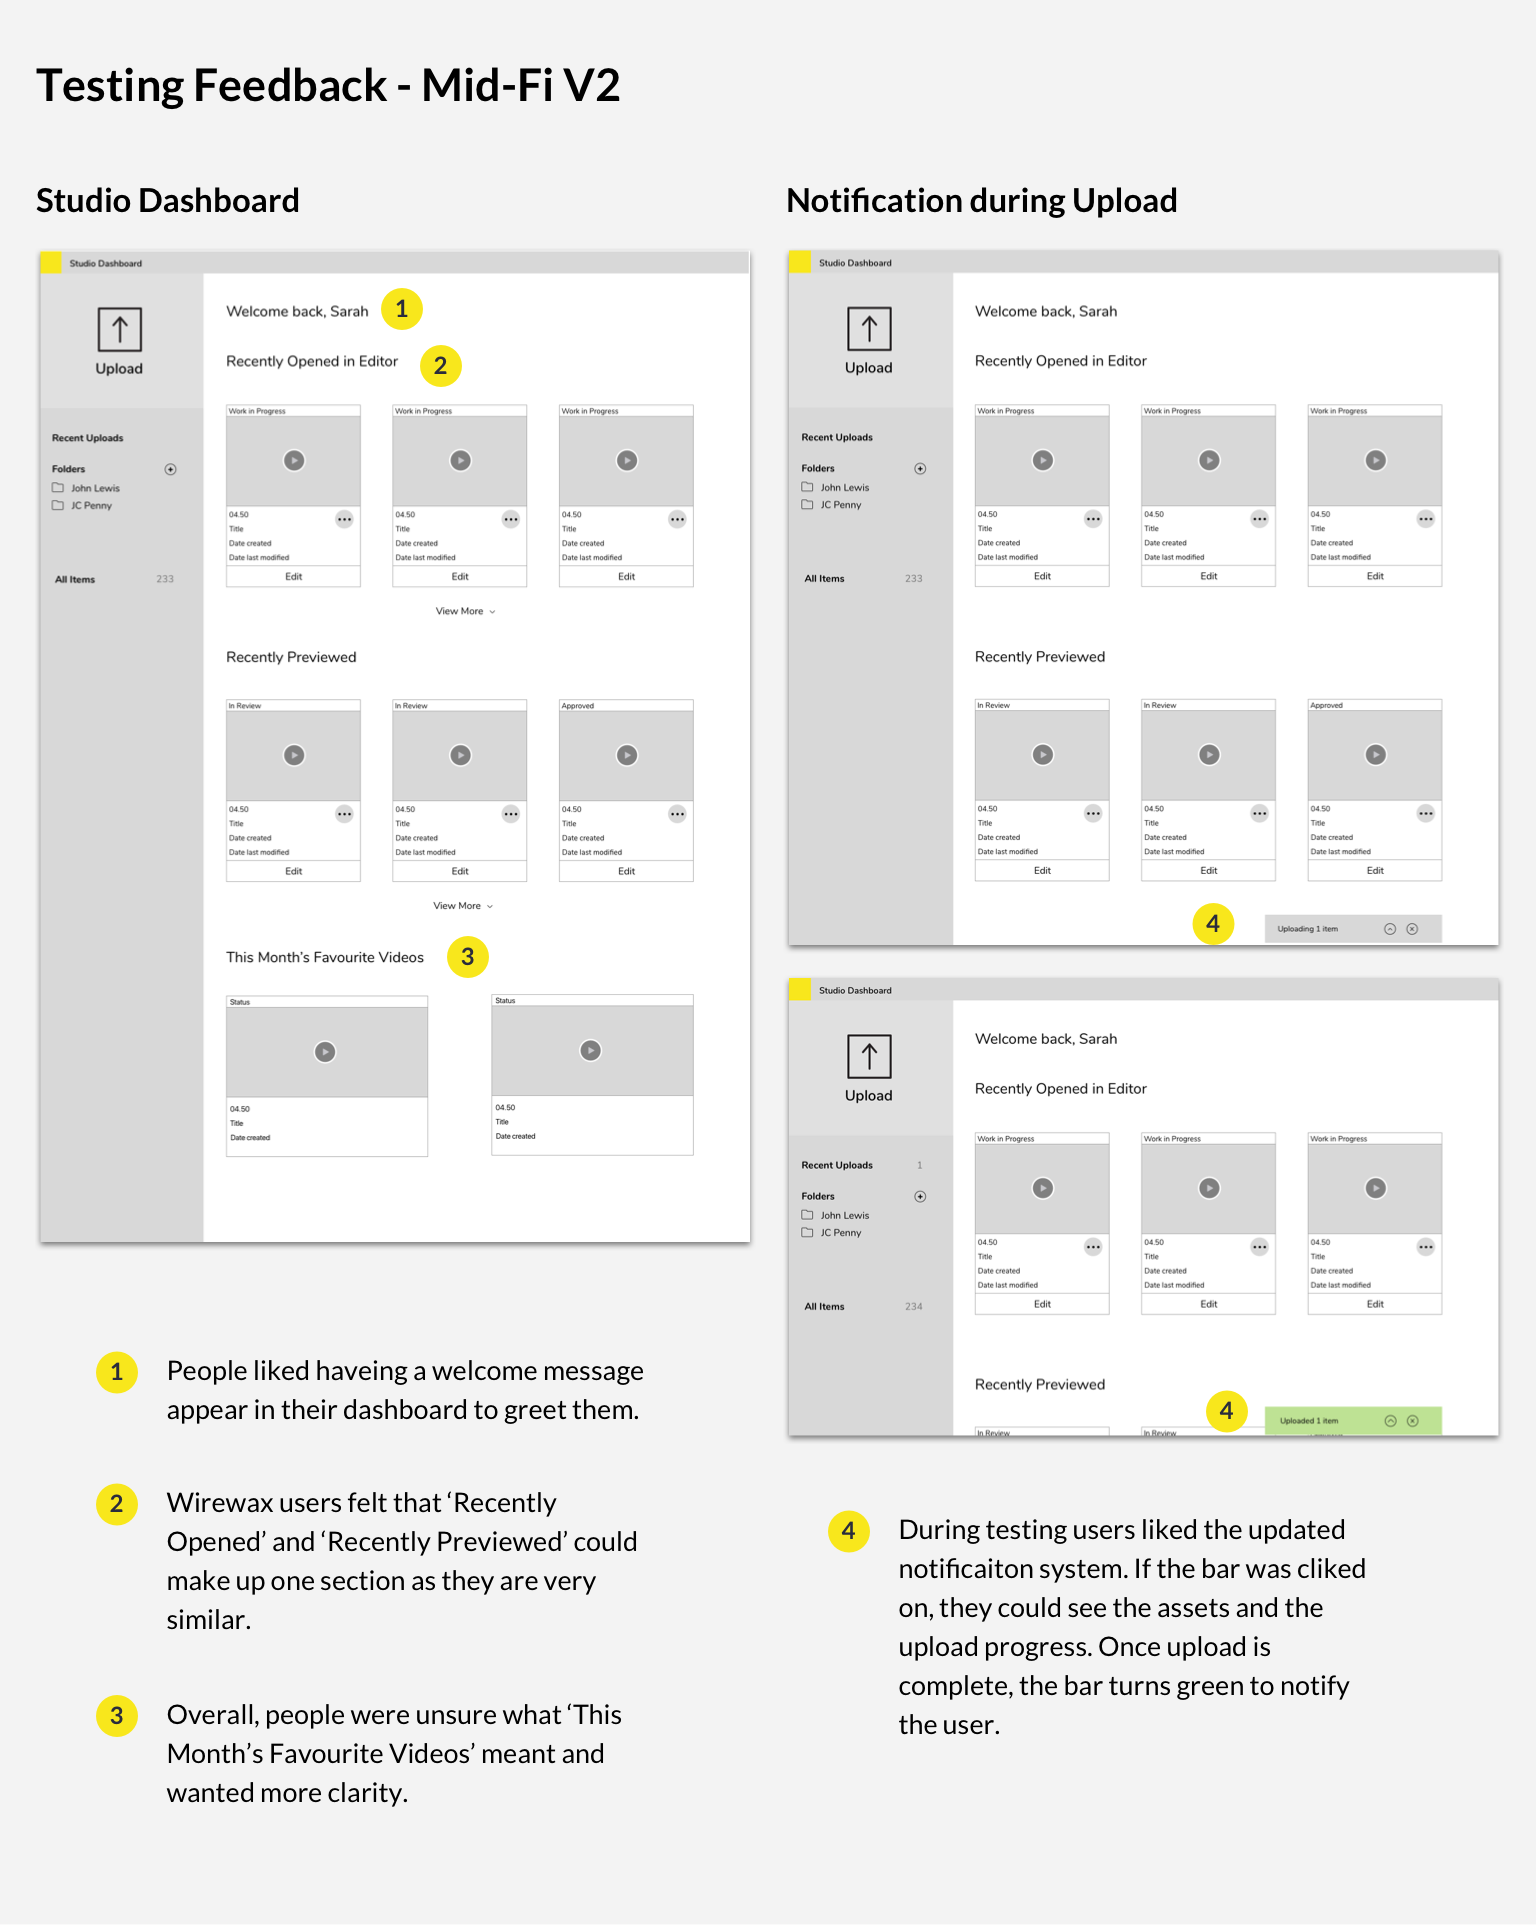 Testing Feedback - Mid-Fi V2
Studio Dashboard
Studio Dashboard
Upload
Recent Uploads
Folders
John Lewis
JC Penny
All Items 233
Welcome back, Sarah 1
Recently Opened in Editor 2
Work in Progress Work in Progress Work in Progress
04.50 04.50 04.50
Title Title Title
Date created Date created Date created
Date last modified Date last modified Date last modified
Edit Edit Edit
View More
Recently Previewed
In Review In Review Approved
04.50 04.50 04.50
Title Title Title
Date created Date created Date created
Date last modified Date last modified Date last modified
Edit Edit Edit
View More
This Month's Favourite Videos 3
Status Status
04.50 04.50
Title Title
Date created Date created
1 People liked haveing a welcome message
appear in their dashboard to greet them.
2 Wirewax users felt that ‘Recently
Opened’ and ‘Recently Previewed’ could
make up one section as they are very
similar.
3 Overall, people were unsure what ‘This
Month’s Favourite Videos’ meant and
wanted more clarity.
Notification during Upload
Studio Dashboard
Upload
Recent Uploads
Folders
John Lewis
JC Penny
All Items 233
Welcome back, Sarah
Recently Opened in Editor
Work in Progress Work in Progress Work in Progress
04.50 04.50 04.50
Title Title Title
Date created Date created Date created
Date last modified Date last modified Date last modified
Edit Edit Edit
Recently Previewed
In Review In Review Approved
04.50 04.50 04.50
Title Title Title
Date created Date created Date created
Date last modified Date last modified Date last modified
Edit Edit Edit
4 Uploading 1 item
Studio Dashboard
Upload
Recent Uploads 1
Folders
John Lewis
JC Penny
All Items 234
Welcome back, Sarah
Recently Opened in Editor
Work in Progress Work in Progress Work in Progress
04.50 04.50 04.50
Title Title Title
Date created Date created Date created
Date last modified Date last modified Date last modified
Edit Edit Edit
Recently Previewed
4 Uploaded 1 item
In Review In Review
4 During testing users liked the updated
notificaiton system. If the bar was cliked
on, they could see the assets and the
upload progress. Once upload is
complete, the bar turns green to notify
the user.